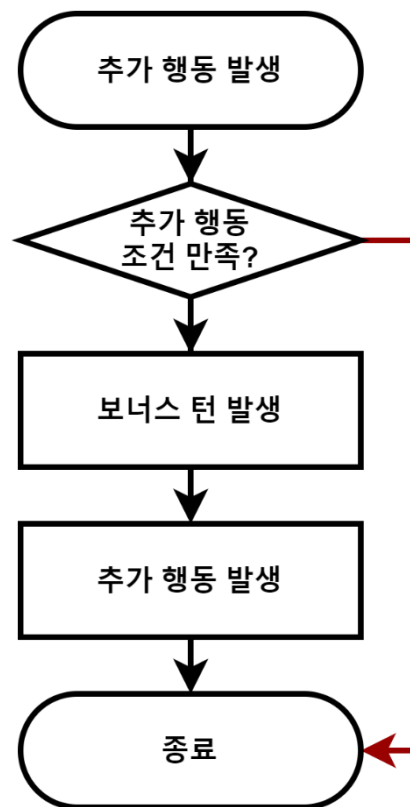 추가 행동 발생
추가 행동
조건 만족?
보너스 턴 발생
추가 행동 발생
종료